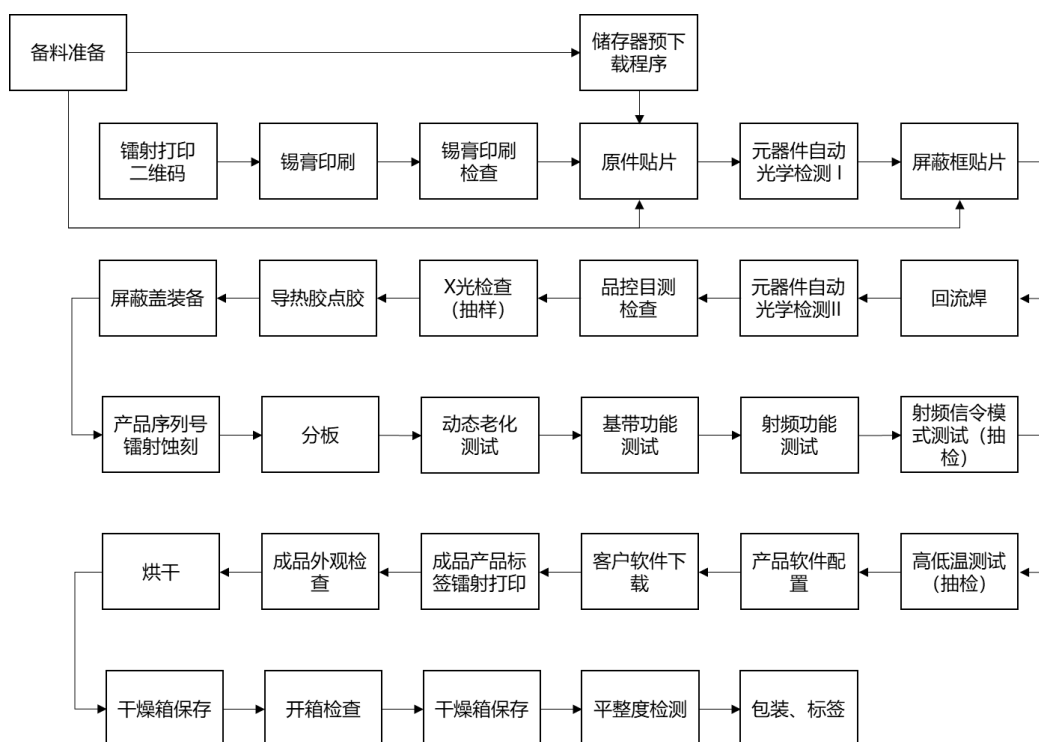 备料准备
储存器预下
载程序
镭射打印
二维码
锡膏印刷
锡膏印刷
检查
原件贴片
元器件自动
光学检测 I
屏蔽框贴片
屏蔽盖装备
导热胶点胶
X光检查
（抽样）
品控目测
检查
元器件自动
光学检测II
回流焊
产品序列号
镭射蚀刻
分板
动态老化
测试
基带功能
测试
射频功能
测试
射频信令模
式测试（抽
检）
烘干
成品外观检
查
成品产品标
签镭射打印
客户软件下
载
产品软件配
置
高低温测试
（抽检）
干燥箱保存
开箱检查
干燥箱保存
平整度检测
包装、标签